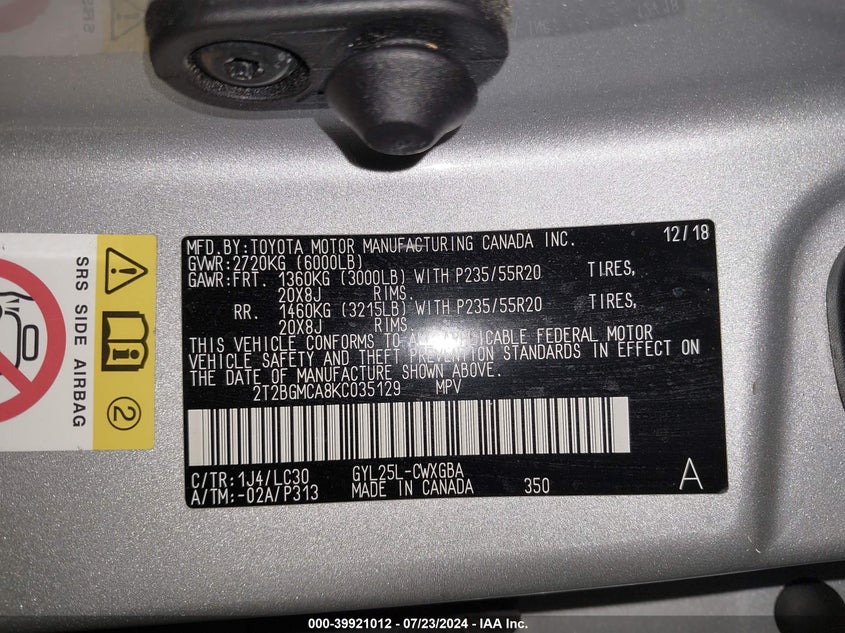 MFD.BY:TOYOTA MOTOR MANUFACTURING CANADA INC. 12/18
GVWR:2720KG (6000LB)
GAWR:FRT. 1360KG (3000LB) WITH P235/55R20 TIRES,
20X8J RIMS.
RR. 1460KG (3215LB) WITH P235/55R20 TIRES,
20X8J RIMS.
THIS VEHICLE CONFORMS TO ALL APPLICABLE FEDERAL MOTOR
VEHICLE SAFETY AND THEFT PREVENTION STANDARDS IN EFFECT ON
THE DATE OF MANUFACTURE SHOWN ABOVE.
2T2BGMCA8KC035129 MPV
C/TR:1J4/LC30 GYL25L-CWXGBA
A/TM:-02A/P313 MADE IN CANADA 350 A
SRS SIDE AIRBAG
2
000-39921012 / 07/23/2024 - IAA Inc.